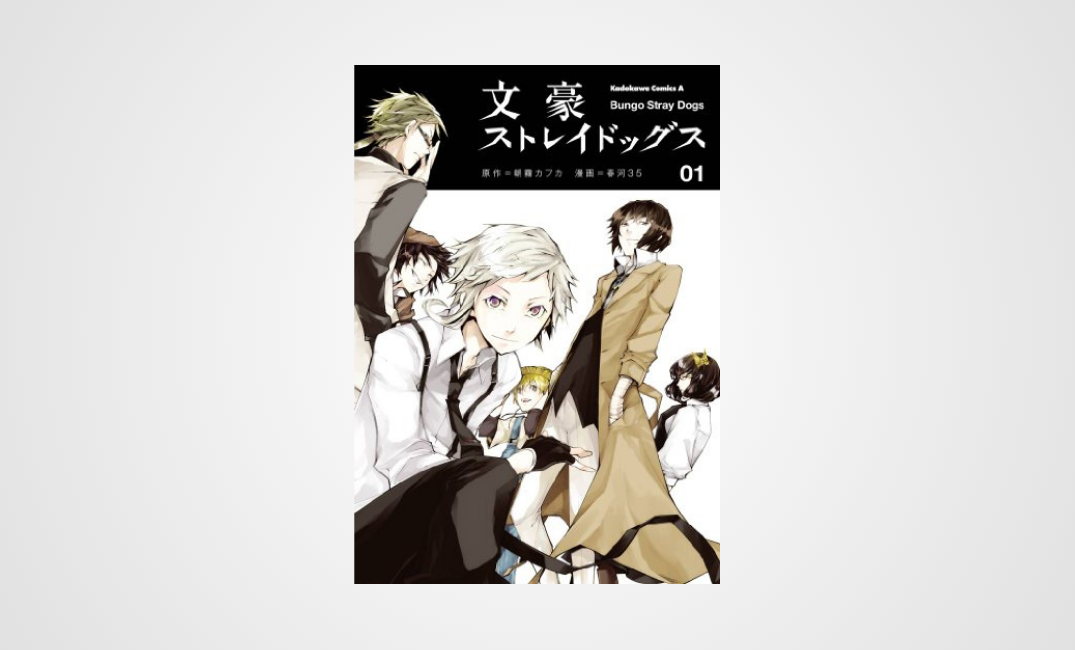 文豪
Kadokawa Comics A
Bungo Stray Dogs
ストレイドッグス
原作=朝霧カフカ 漫画=春河35
01